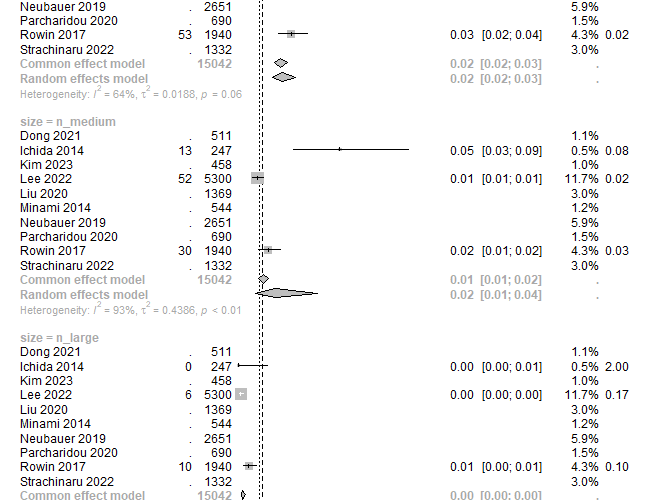 Neubauer 2019 . 2651 5.9%
Parcharidou 2020 . 690 1.5%
Rowin 2017 53 1940 0.03 [0.02; 0.04] 4.3% 0.02
Strachinaru 2022 . 1332 3.0%
Common effect model 15042 0.02 [0.02; 0.03] .
Random effects model 0.02 [0.02; 0.03] .
Heterogeneity: I² = 64%, τ² = 0.0188, p = 0.06
size = n_medium
Dong 2021 . 511 1.1%
Ichida 2014 13 247 0.05 [0.03; 0.09] 0.5% 0.08
Kim 2023 . 458 1.0%
Lee 2022 52 5300 0.01 [0.01; 0.01] 11.7% 0.02
Liu 2020 . 1369 3.0%
Minami 2014 . 544 1.2%
Neubauer 2019 . 2651 5.9%
Parcharidou 2020 . 690 1.5%
Rowin 2017 30 1940 0.02 [0.01; 0.02] 4.3% 0.03
Strachinaru 2022 . 1332 3.0%
Common effect model 15042 0.01 [0.01; 0.02] .
Random effects model 0.02 [0.01; 0.04] .
Heterogeneity: I² = 93%, τ² = 0.4386, p < 0.01
size = n_large
Dong 2021 . 511 1.1%
Ichida 2014 0 247 0.00 [0.00; 0.01] 0.5% 2.00
Kim 2023 . 458 1.0%
Lee 2022 6 5300 0.00 [0.00; 0.00] 11.7% 0.17
Liu 2020 . 1369 3.0%
Minami 2014 . 544 1.2%
Neubauer 2019 . 2651 5.9%
Parcharidou 2020 . 690 1.5%
Rowin 2017 10 1940 0.01 [0.00; 0.01] 4.3% 0.10
Strachinaru 2022 . 1332 3.0%
Common effect model 15042 0.00 [0.00; 0.00] .